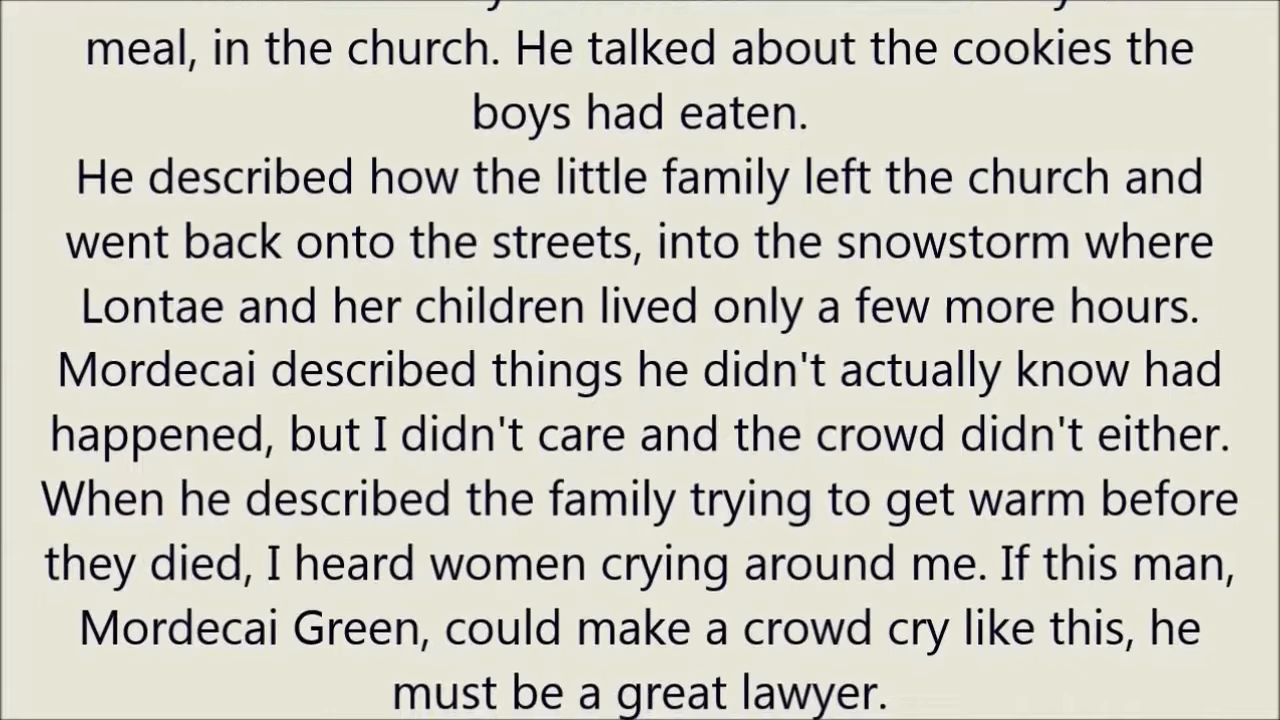 meal, in the church. He talked about the cookies the
boys had eaten.
He described how the little family left the church and
went back onto the streets, into the snowstorm where
Lontae and her children lived only a few more hours.
Mordecai described things he didn't actually know had
happened, but I didn't care and the crowd didn't either.
When he described the family trying to get warm before
they died, I heard women crying around me. If this man,
Mordecai Green, could make a crowd cry like this, he
must be a great lawyer.